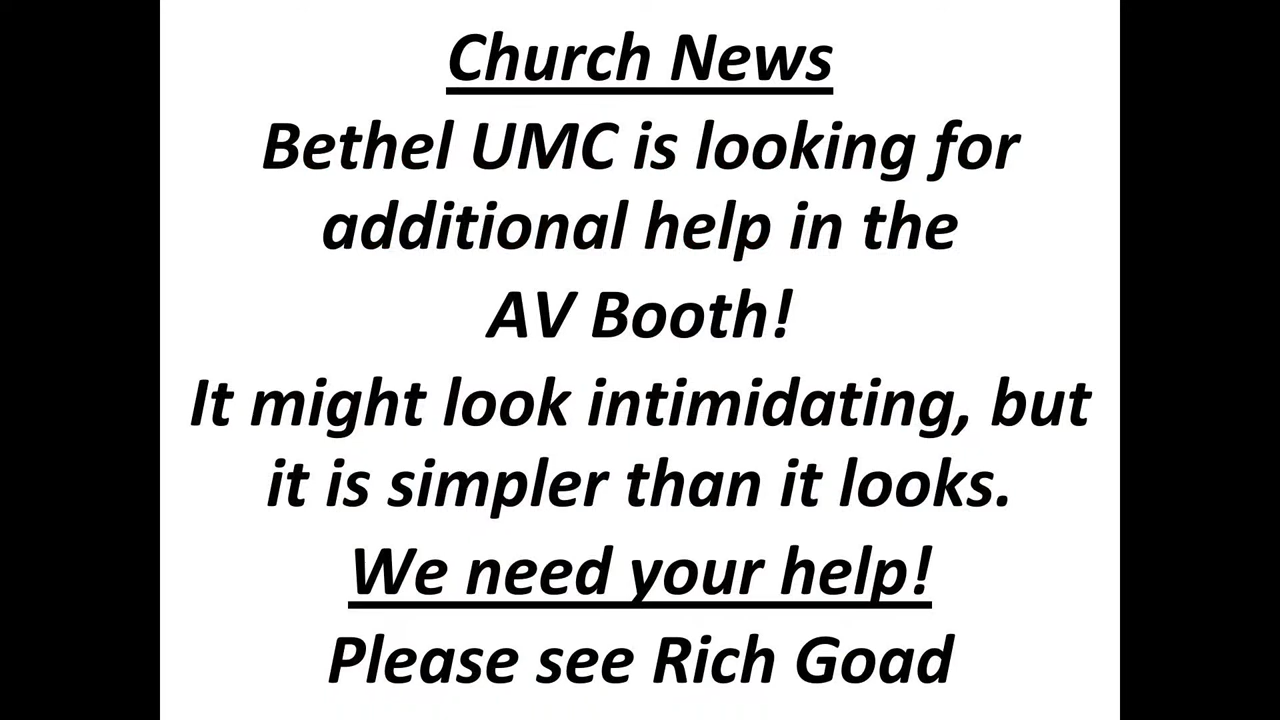 Church News
Bethel UMC is looking for
additional help in the
AV Booth!
It might look intimidating, but
it is simpler than it looks.
We need your help!
Please see Rich Goad